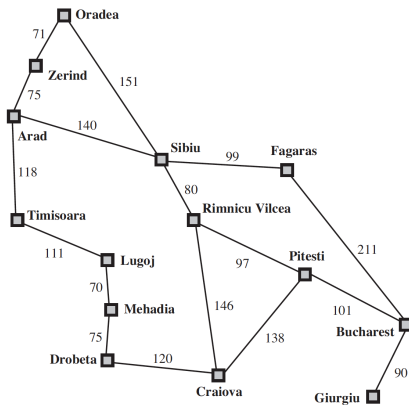 Oradea
71
Zerind
151
75
140
Arad
Sibiu
99
Fagaras
118
80
Timisoara
Rimnicu Vilcea
111
211
Lugoj
97
Pitesti
70
146
101
Mehadia
138
Bucharest
75
120
90
Drobeta
Craiova
Giurgiu